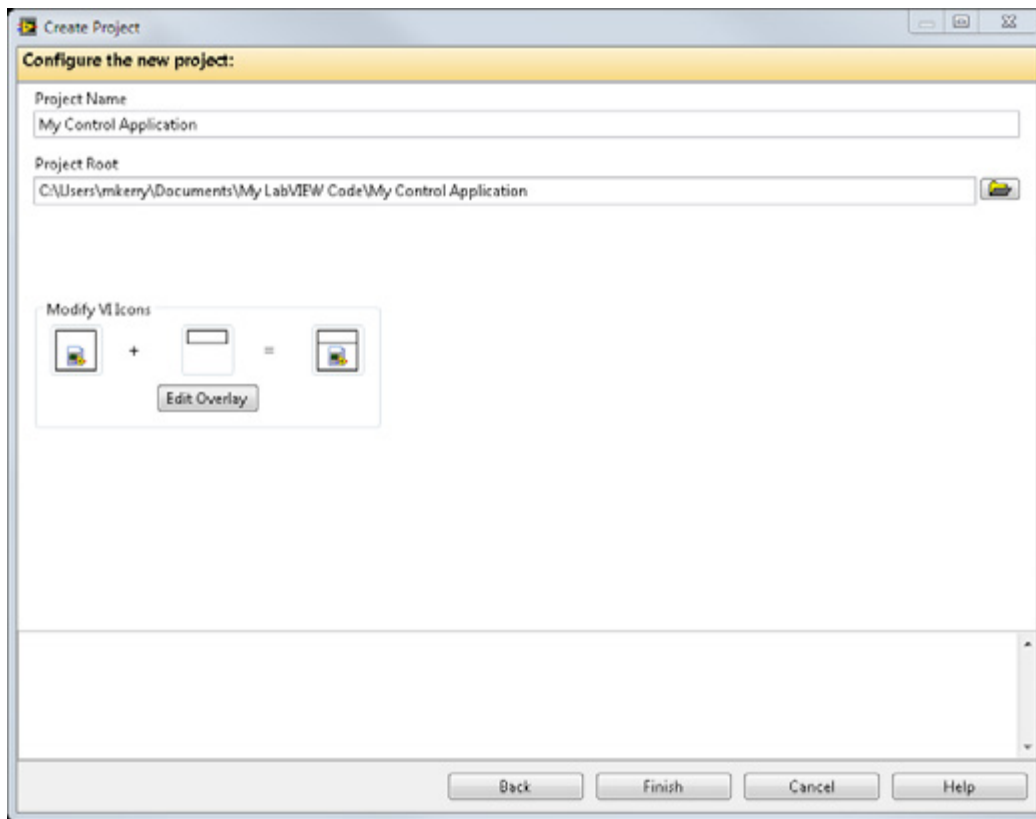 Create Project
Configure the new project:
Project Name
My Control Application
Project Root
C:\Users\mkerry\Documents\My LabVIEW Code\My Control Application
Modify VI Icons
+ =
Edit Overlay
Back Finish Cancel Help